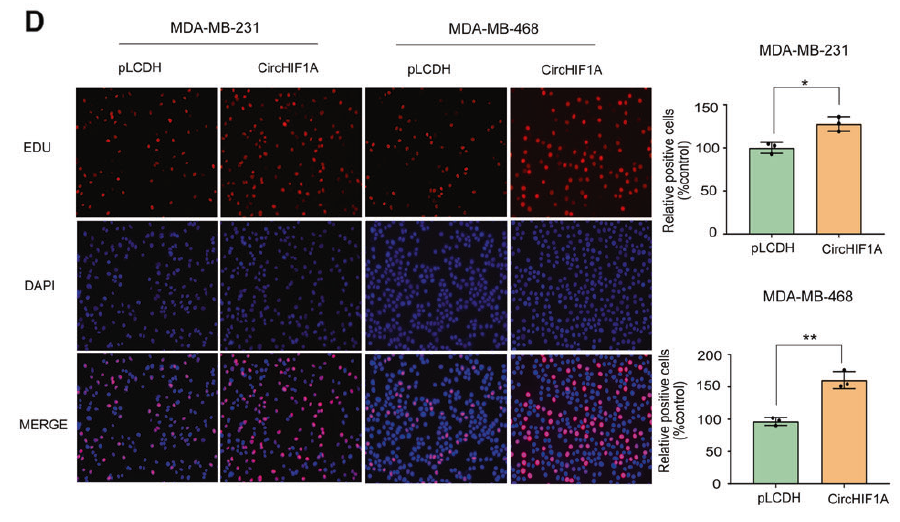 D
MDA-MB-231
MDA-MB-468
pLCDH
CircHIF1A
pLCDH
CircHIF1A
EDU
DAPI
MERGE
MDA-MB-231
*
Relative positive cells
(%control)
150
100
50
0
pLCDH
CircHIF1A
MDA-MB-468
**
Relative positive cells
(%control)
200
150
100
50
0
pLCDH
CircHIF1A